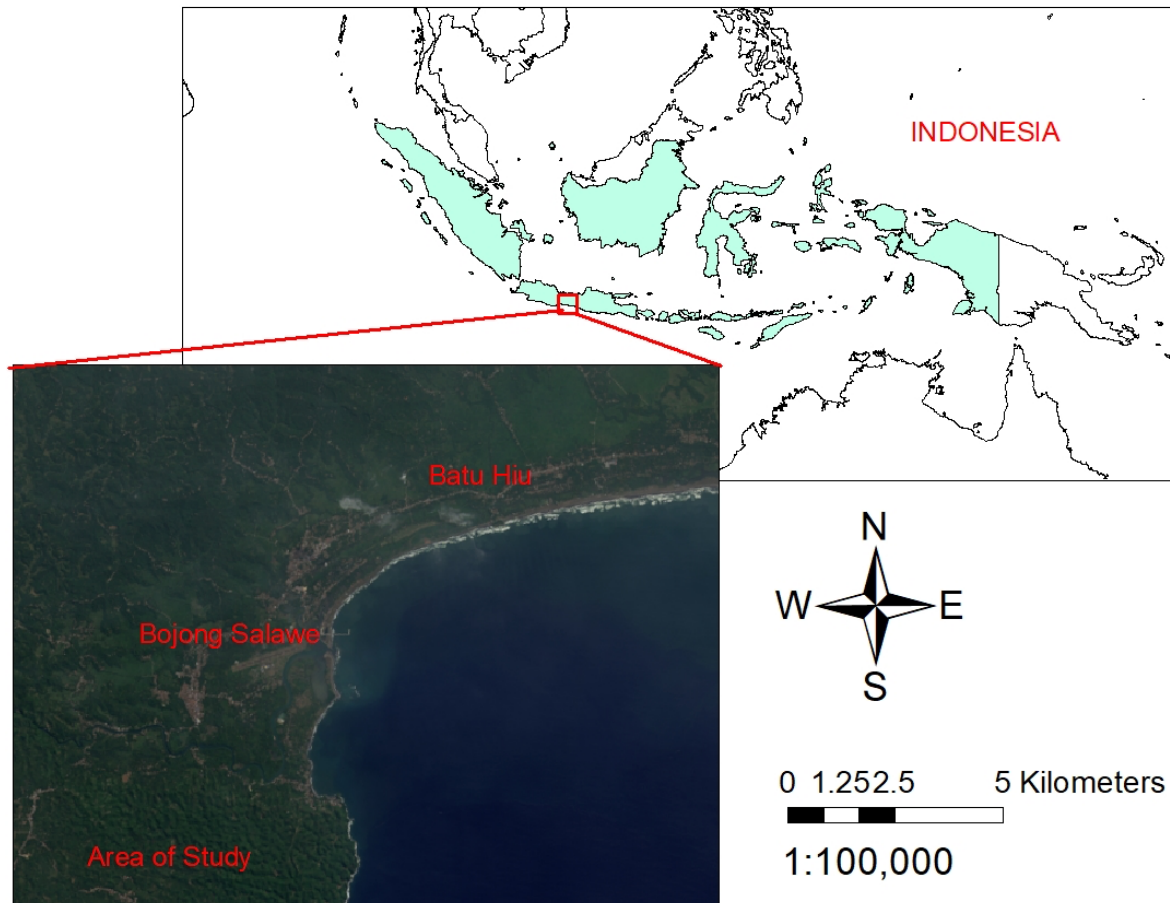 INDONESIA
Batu Hiu
Bojong Salawe
Area of Study
N
W E
S
0 1.252.5 5 Kilometers
1:100,000